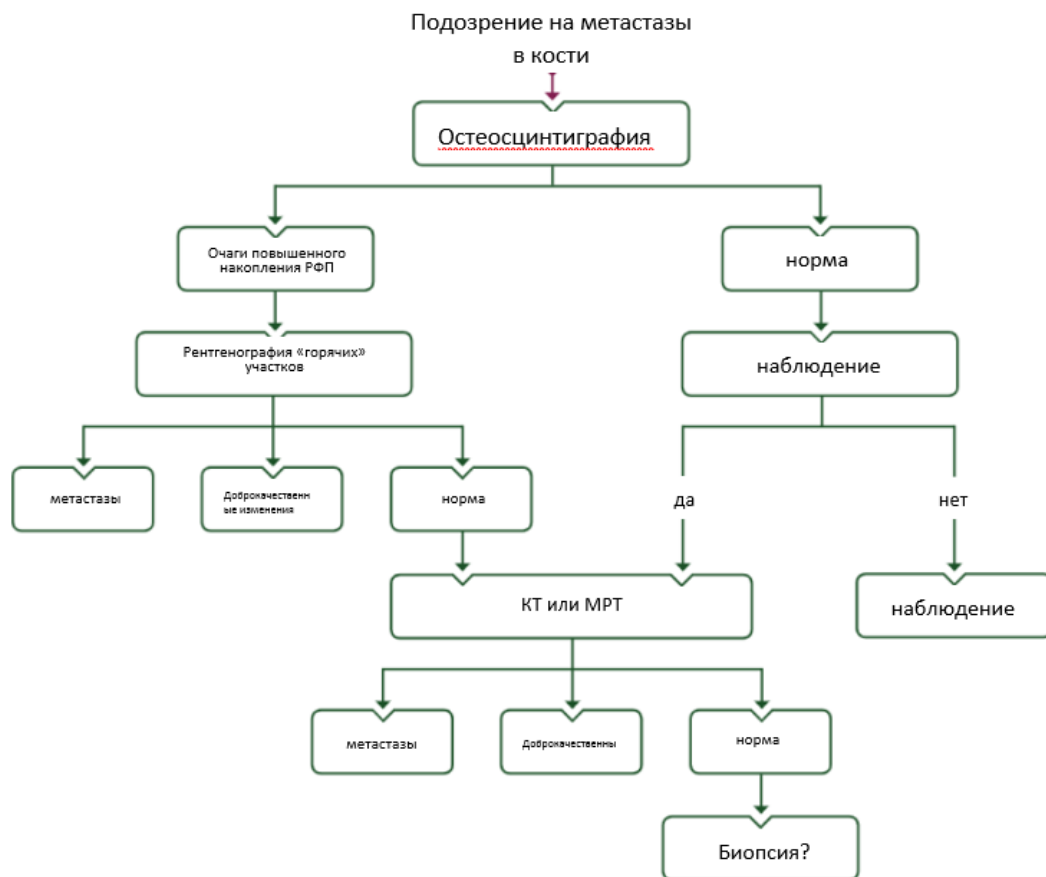 Подозрение на метастазы
в кости
Остеосцинтиграфия
Очаги повышенного
накопления РФП
норма
Рентгенография «горячих»
участков
наблюдение
метастазы
Доброкачественн
ые изменения
норма
да
нет
КТ или МРТ
наблюдение
метастазы
Доброкачественны
норма
Биопсия?